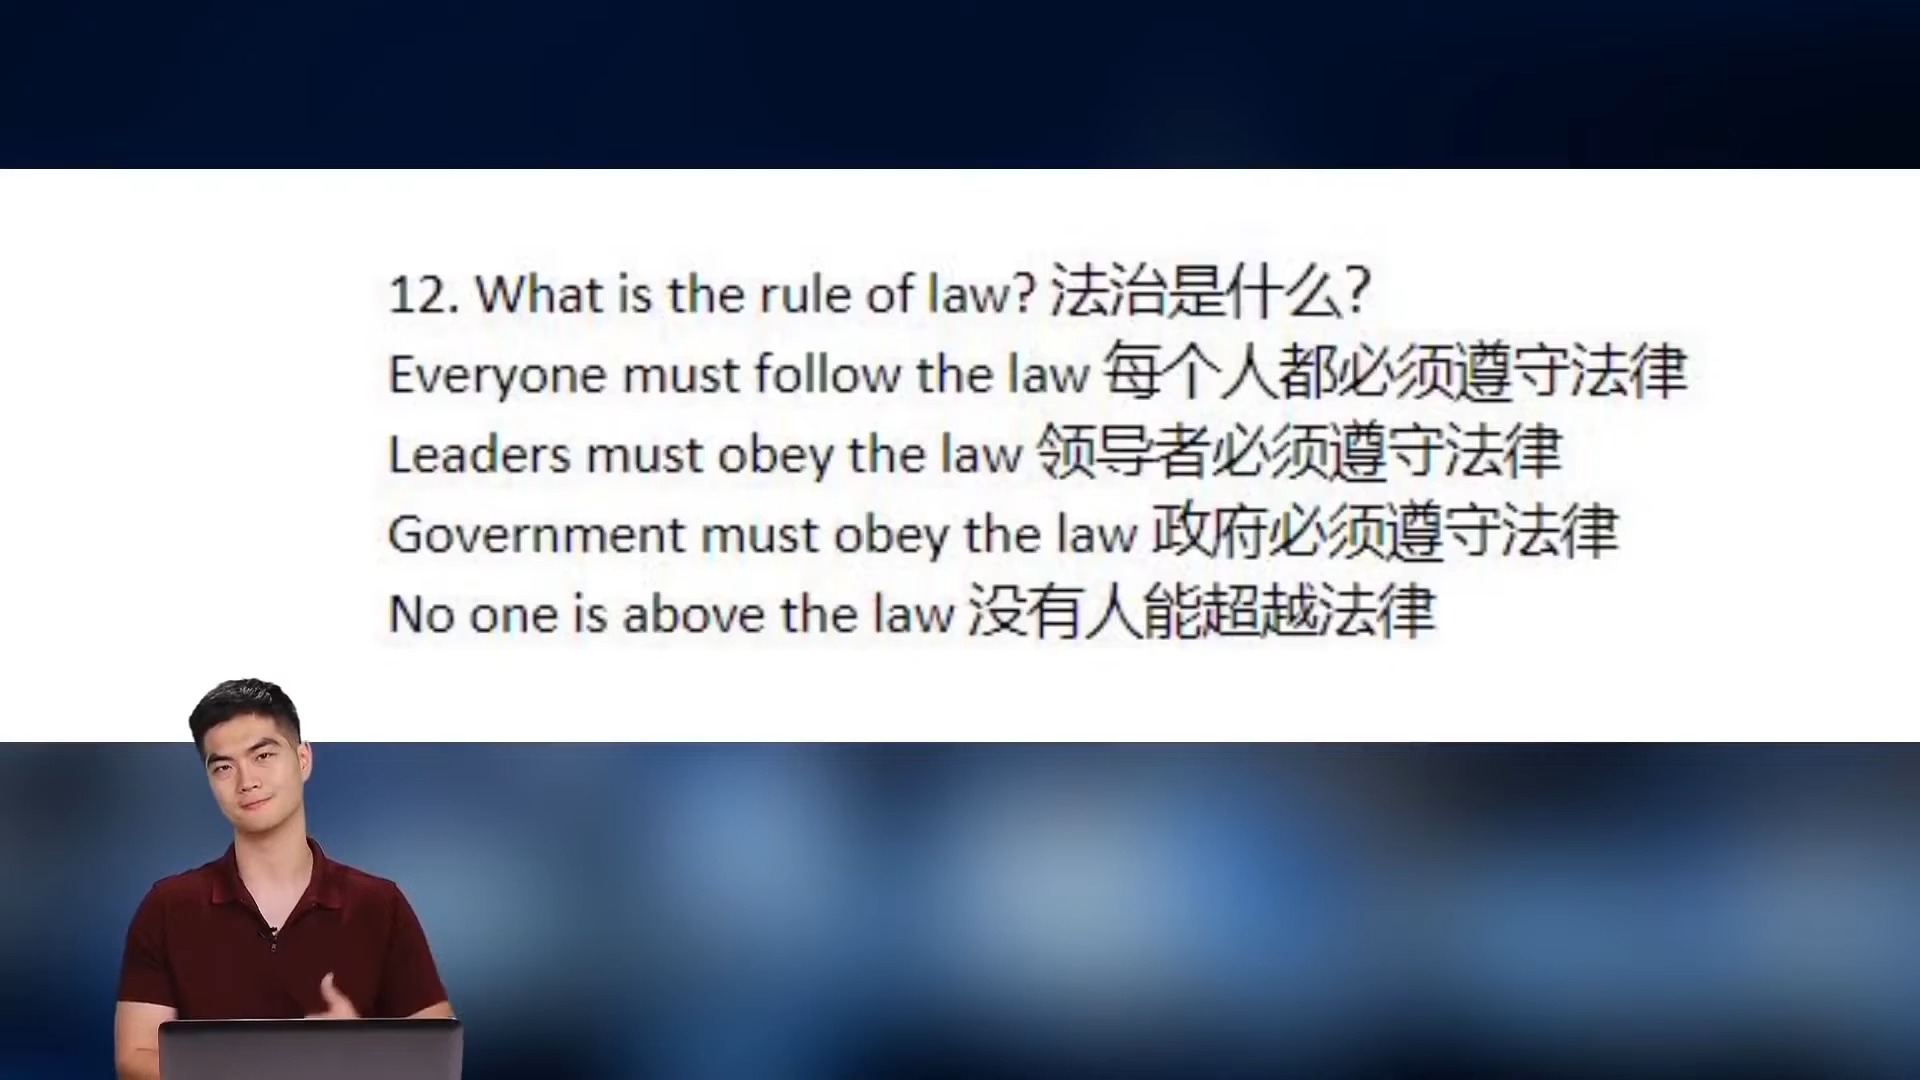 12. What is the rule of law? 法治是什么?
Everyone must follow the law 每个人都必须遵守法律
Leaders must obey the law 领导者必须遵守法律
Government must obey the law 政府必须遵守法律
No one is above the law 没有人能超越法律